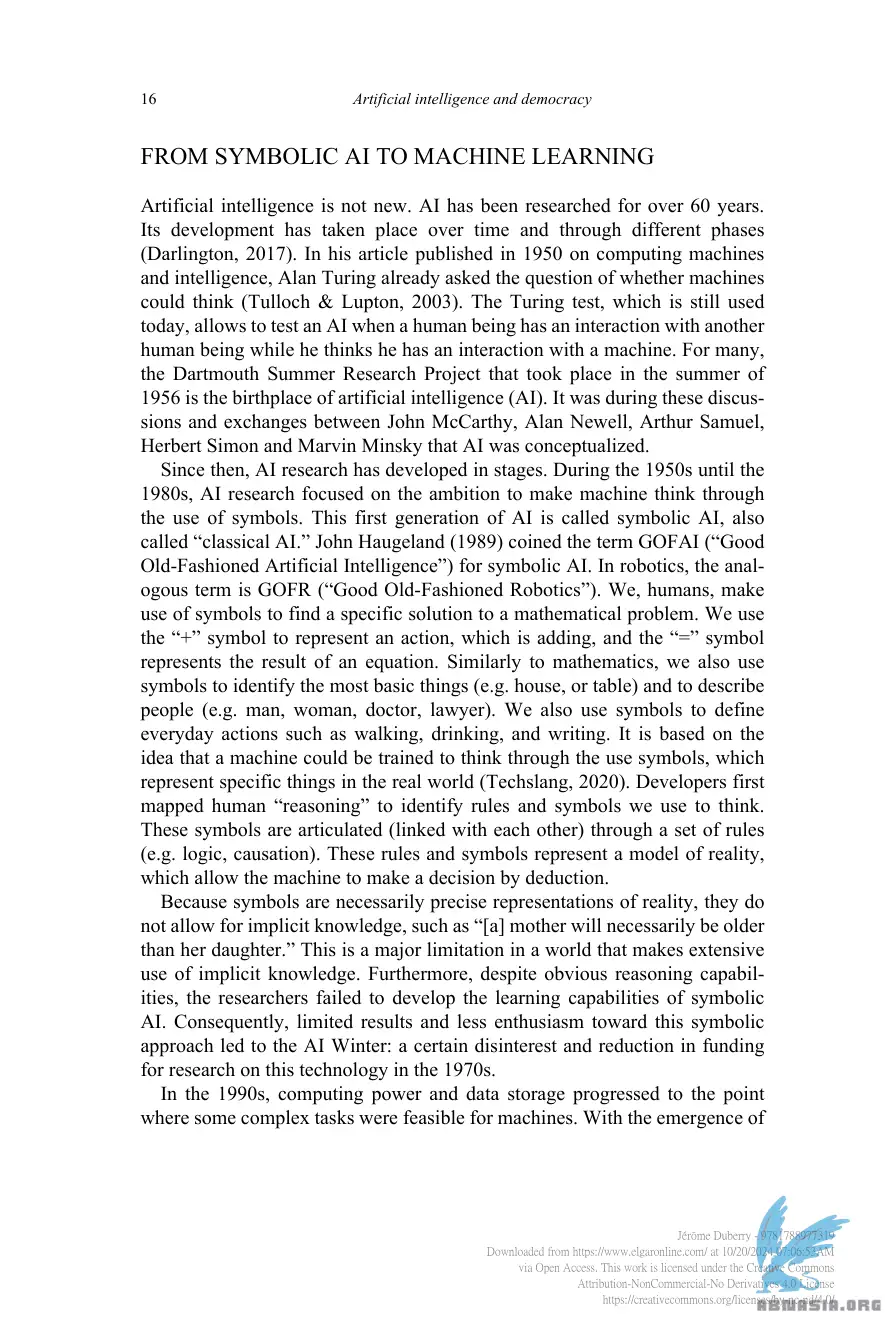 16 Artificial intelligence and democracy
FROM SYMBOLIC AI TO MACHINE LEARNING
Artificial intelligence is not new. AI has been researched for over 60 years.
Its development has taken place over time and through different phases
(Darlington, 2017). In his article published in 1950 on computing machines
and intelligence, Alan Turing already asked the question of whether machines
could think (Tulloch & Lupton, 2003). The Turing test, which is still used
today, allows to test an AI when a human being has an interaction with another
human being while he thinks he has an interaction with a machine. For many,
the Dartmouth Summer Research Project that took place in the summer of
1956 is the birthplace of artificial intelligence (AI). It was during these discus-
sions and exchanges between John McCarthy, Alan Newell, Arthur Samuel,
Herbert Simon and Marvin Minsky that AI was conceptualized.
Since then, AI research has developed in stages. During the 1950s until the
1980s, AI research focused on the ambition to make machine think through
the use of symbols. This first generation of AI is called symbolic AI, also
called “classical AI.” John Haugeland (1989) coined the term GOFAI (“Good
Old-Fashioned Artificial Intelligence”) for symbolic AI. In robotics, the anal-
ogous term is GOFR (“Good Old-Fashioned Robotics”). We, humans, make
use of symbols to find a specific solution to a mathematical problem. We use
the “+” symbol to represent an action, which is adding, and the “=” symbol
represents the result of an equation. Similarly to mathematics, we also use
symbols to identify the most basic things (e.g. house, or table) and to describe
people (e.g. man, woman, doctor, lawyer). We also use symbols to define
everyday actions such as walking, drinking, and writing. It is based on the
idea that a machine could be trained to think through the use symbols, which
represent specific things in the real world (Techslang, 2020). Developers first
mapped human “reasoning” to identify rules and symbols we use to think.
These symbols are articulated (linked with each other) through a set of rules
(e.g. logic, causation). These rules and symbols represent a model of reality,
which allow the machine to make a decision by deduction.
Because symbols are necessarily precise representations of reality, they do
not allow for implicit knowledge, such as “[a] mother will necessarily be older
than her daughter.” This is a major limitation in a world that makes extensive
use of implicit knowledge. Furthermore, despite obvious reasoning capabil-
ities, the researchers failed to develop the learning capabilities of symbolic
AI. Consequently, limited results and less enthusiasm toward this symbolic
approach led to the AI Winter: a certain disinterest and reduction in funding
for research on this technology in the 1970s.
In the 1990s, computing power and data storage progressed to the point
where some complex tasks were feasible for machines. With the emergence of
Jérôme Duberry - 9781788977319
Downloaded from https://www.elgaronline.com/ at 10/20/2024 07:06:53AM
via Open Access. This work is licensed under the Creative Commons
Attribution-NonCommercial-No Derivatives 4.0 License
https://creativecommons.org/licenses/by-nc-nd/4.0/
ABTWASIA.ORG